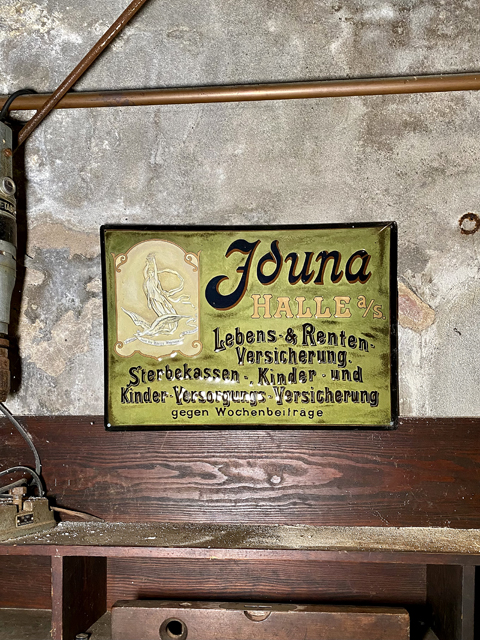 Iduna
HALLE a/S.
Lebens- & Renten-
Versicherung.
Sterbekassen-, Kinder- und
Kinder-Versorgungs-Versicherung
gegen Wochenbeiträge